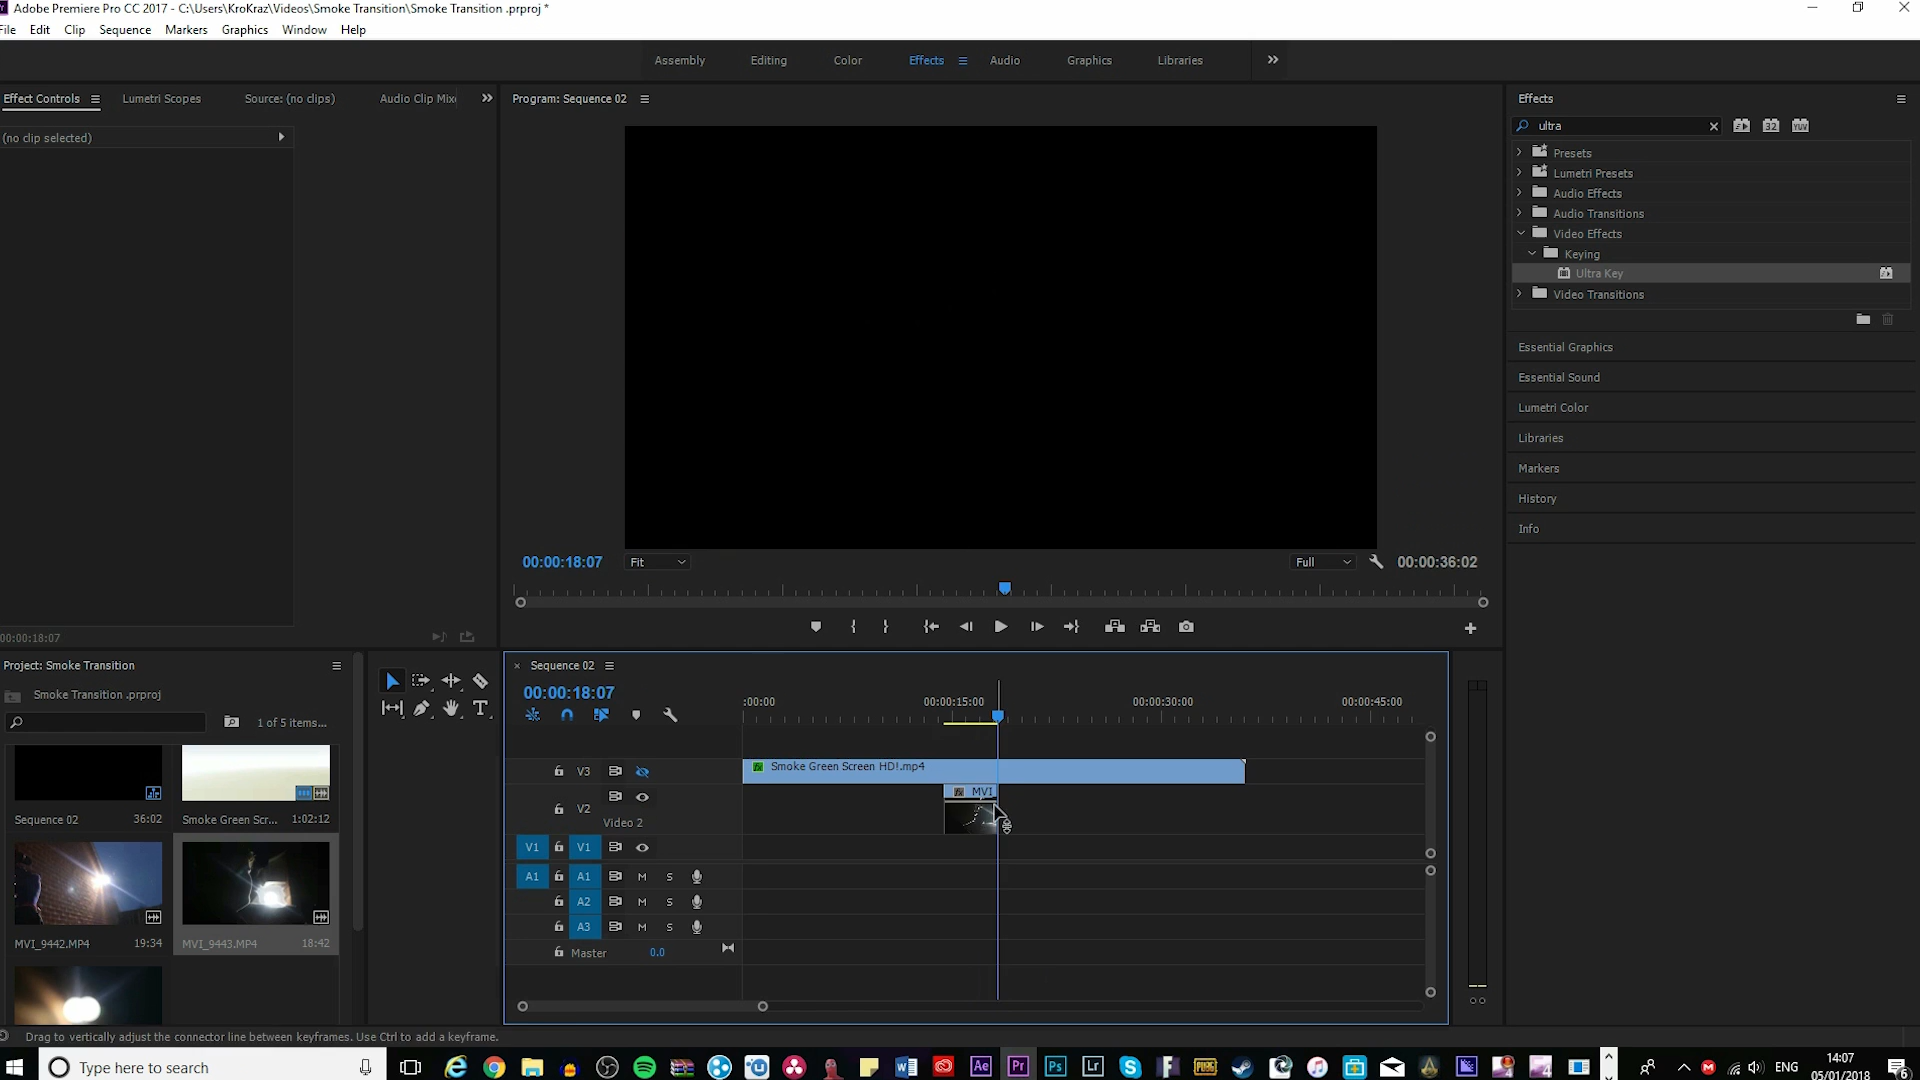 Adobe Premiere Pro CC 2017 - C:\Users\KroKraz\Videos\Smoke Transition\Smoke Transition .prproj *
File Edit Clip Sequence Markers Graphics Window Help
Assembly Editing Color Effects Audio Graphics Libraries
Effect Controls Lumetri Scopes Source: (no clips) Audio Clip Mix
(no clip selected)
00:00:18:07
Program: Sequence 02
00:00:18:07 Fit Full 00:00:36:02
Effects
ultra
32 YUV
Presets
Lumetri Presets
Audio Effects
Audio Transitions
Video Effects
Keying
Ultra Key
Video Transitions
Essential Graphics
Essential Sound
Lumetri Color
Libraries
Markers
History
Info
Project: Smoke Transition
Smoke Transition .prproj
1 of 5 items...
Sequence 02 36:02
Smoke Green Scr... 1:02:12
MVI_9442.MP4 19:34
MVI_9443.MP4 18:42
× Sequence 02
00:00:18:07
:00:00 00:00:15:00 00:00:30:00 00:00:45:00
V3 Smoke Green Screen HD!.mp4
V2 MVI
Video 2
V1 V1
A1 A1 M S
A2 M S
A3 M S
Master 0.0
Drag to vertically adjust the connector line between keyframes. Use Ctrl to add a keyframe.
Type here to search
Ae Pr Ps Lr
ENG
14:07
05/01/2018
6